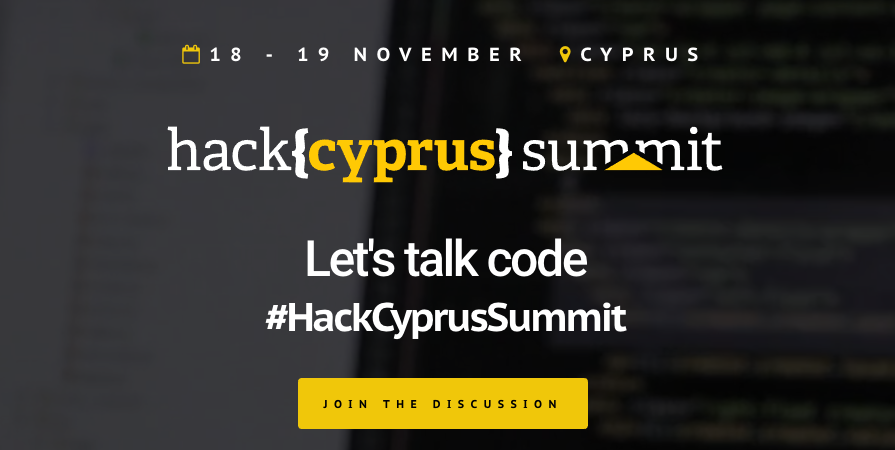 18 - 19 NOVEMBER CYPRUS
hack{cyprus} summit
Let's talk code
#HackCyprusSummit
JOIN THE DISCUSSION